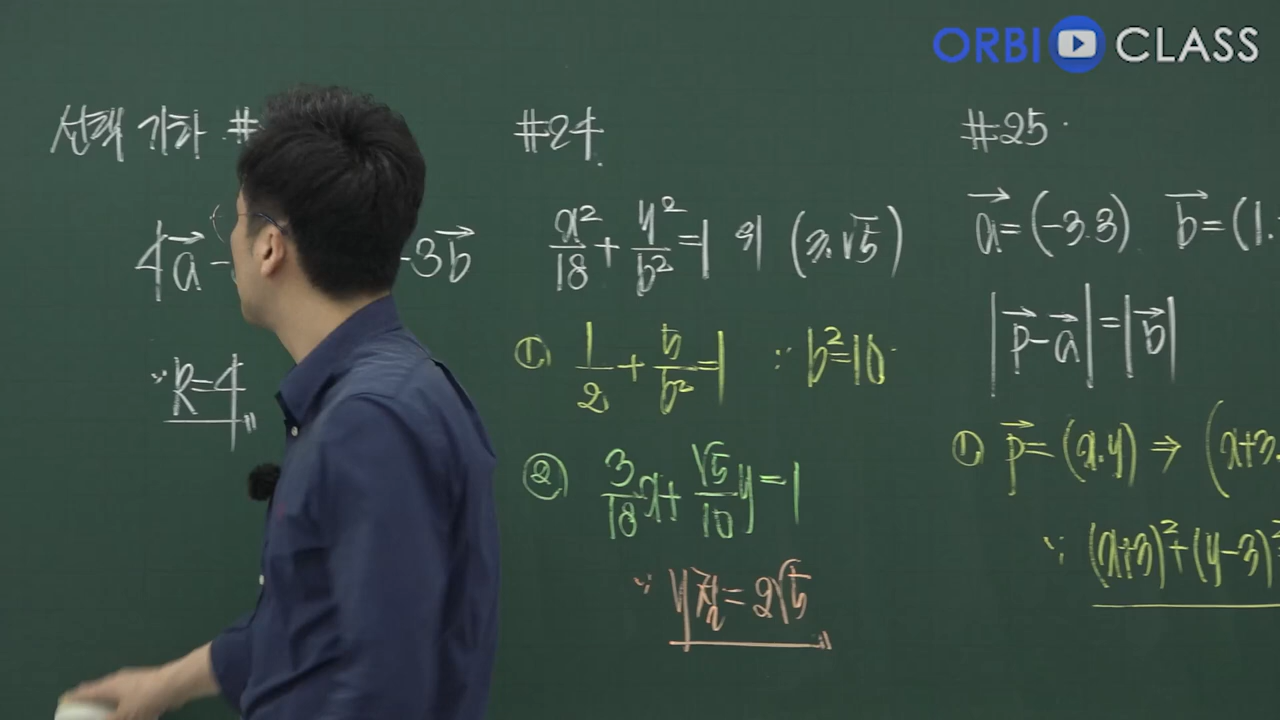 ORBI CLASS
선택 기하 #
4a⃗ -
-3b⃗
∵ k=4
#24.
x²/18 + y²/b² = 1 위 (3.√5)
① 1/2 + 5/b² = 1 ∵ b²=10
② 3/18 x + √5/10 y = 1
∵ y절 = 2√5
#25
a⃗ = (-3.3) b⃗ = (1.
|p⃗ - a⃗| = |b⃗|
① p⃗ = (x.y) ⇒ (x+3.
∵ (x+3)² + (y-3)²